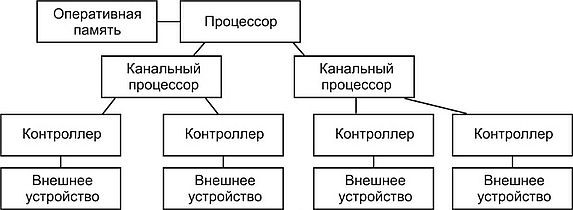 Оперативная
память
Процессор
Канальный
процессор
Канальный
процессор
Контроллер
Контроллер
Контроллер
Контроллер
Внешнее
устройство
Внешнее
устройство
Внешнее
устройство
Внешнее
устройство